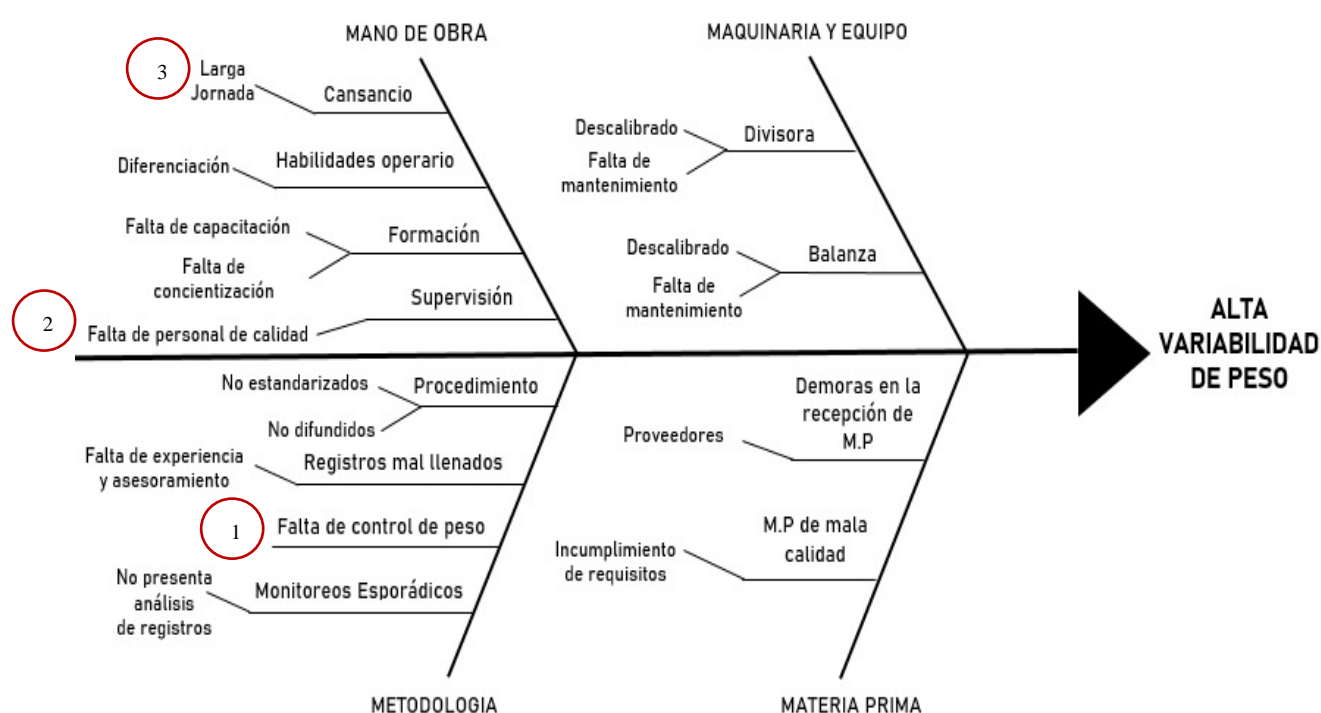 MANO DE OBRA
MAQUINARIA Y EQUIPO
3
Larga
Jornada
Cansancio
Diferenciación
Habilidades operario
Falta de capacitación
Falta de
concientización
Formación
2
Falta de personal de calidad
Supervisión
Descalibrado
Falta de
mantenimiento
Divisora
Descalibrado
Falta de
mantenimiento
Balanza
ALTA
VARIABILIDAD
DE PESO
No estandarizados
No difundidos
Procedimiento
Falta de experiencia
y asesoramiento
Registros mal llenados
1
Falta de control de peso
No presenta
análisis
de registros
Monitoreos Esporádicos
Proveedores
Demoras en la
recepción de
M.P
Incumplimiento
de requisitos
M.P de mala
calidad
METODOLOGIA
MATERIA PRIMA